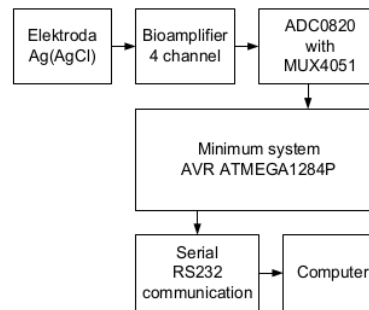 Elektroda
Ag(AgCl)
Bioamplifier
4 channel
ADC0820
with
MUX4051
Minimum system
AVR ATMEGA1284P
Serial
RS232
communication
Computer